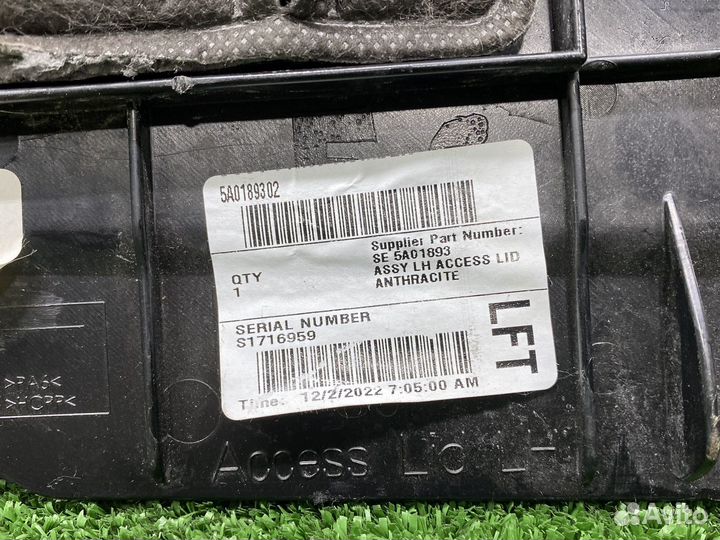 5A0189302
Supplier Part Number:
SE 5A01893
ASSY LH ACCESS LID
ANTHRACITE
QTY
1
LFT
SERIAL NUMBER
S1716959
Time: 12/2/2022 7:05:00 AM
>PA6<
Access Lid LH
Avito